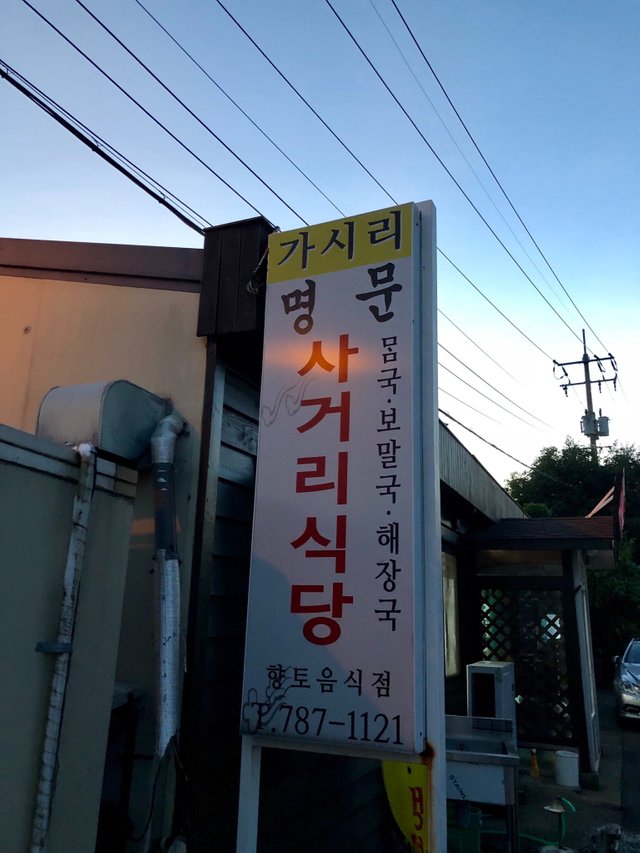 가시리
명문
사거리식당
몸국·보말국·해장국
향토음식점
T.787-1121